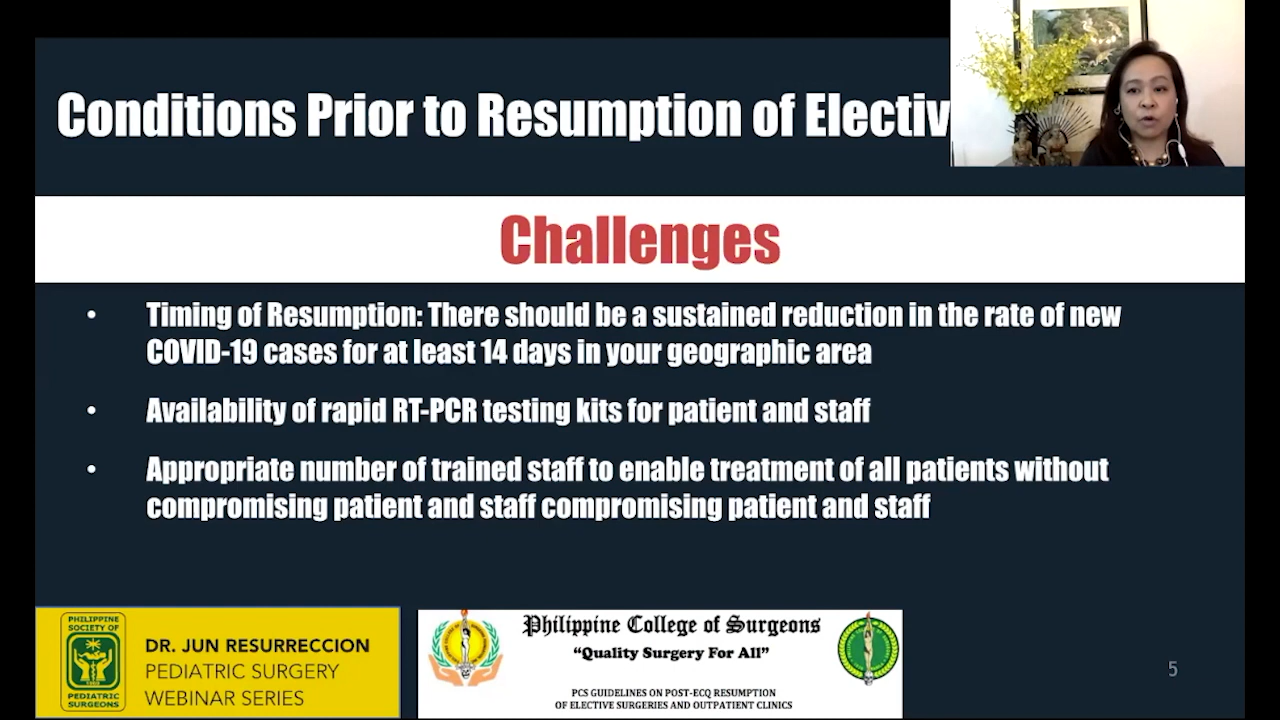 Conditions Prior to Resumption of Electiv
Challenges
• Timing of Resumption: There should be a sustained reduction in the rate of new
COVID-19 cases for at least 14 days in your geographic area
• Availability of rapid RT-PCR testing kits for patient and staff
• Appropriate number of trained staff to enable treatment of all patients without
compromising patient and staff compromising patient and staff
PHILIPPINE
SOCIETY OF
PEDIATRIC
SURGEONS
DR. JUN RESURRECCION
PEDIATRIC SURGERY
WEBINAR SERIES
Philippine College of Surgeons
“Quality Surgery For All”
PCS GUIDELINES ON POST-ECQ RESUMPTION
OF ELECTIVE SURGERIES AND OUTPATIENT CLINICS
5